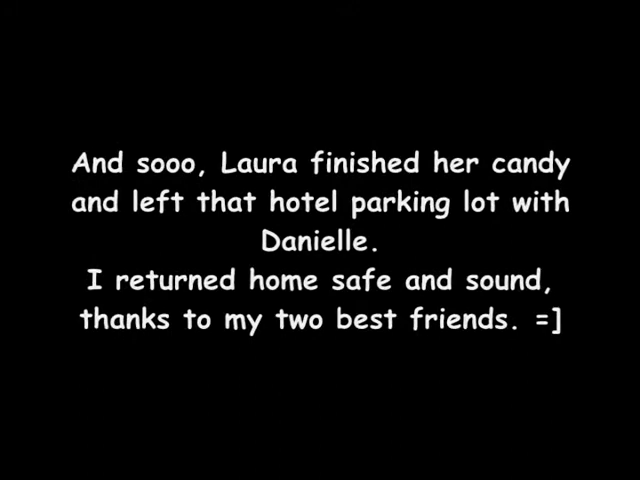 And sooo, Laura finished her candy
and left that hotel parking lot with
Danielle.
I returned home safe and sound,
thanks to my two best friends. =]